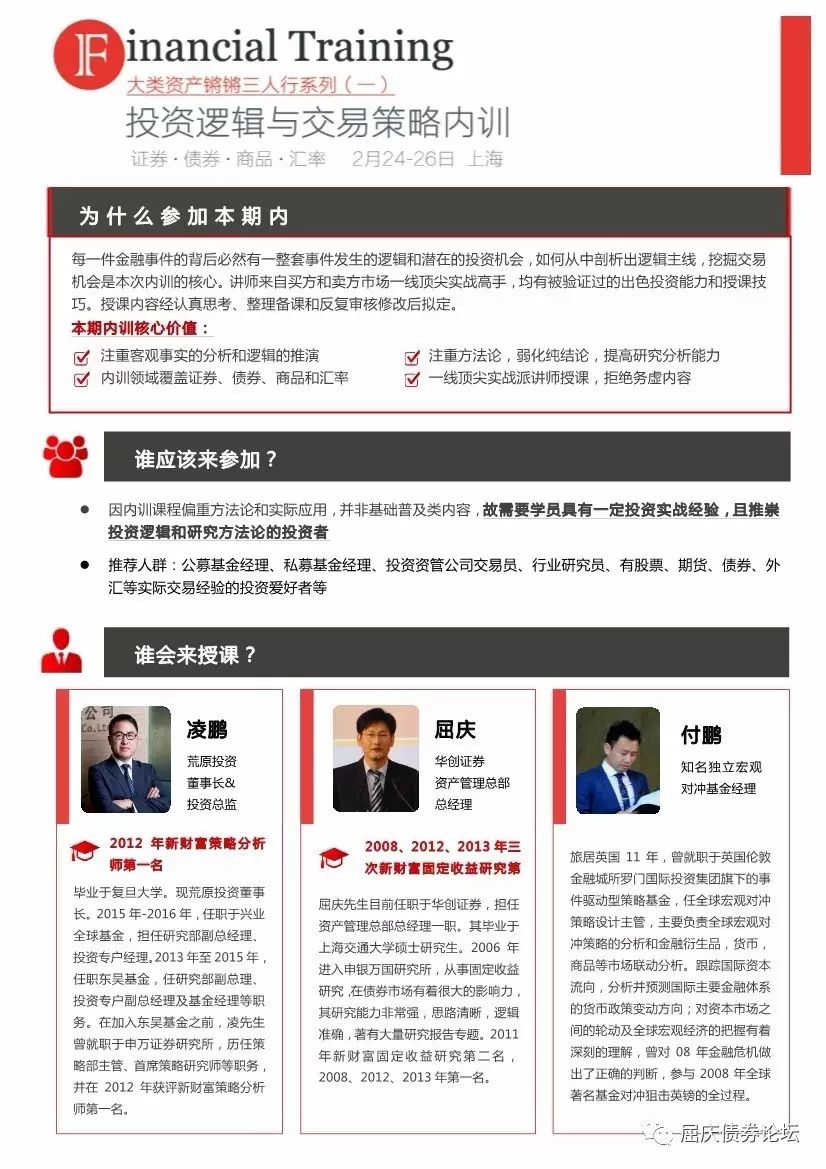 Financial Training
大类资产锵锵三人行系列（一）
投资逻辑与交易策略内训
证券·债券·商品·汇率 2月24-26日 上海
为什么参加本期内
每一件金融事件的背后必然有一整套事件发生的逻辑和潜在的投资机会，如何从中剖析出逻辑主线，挖掘交易
机会是本次内训的核心。讲师来自买方和卖方市场一线顶尖实战高手，均有被验证过的出色投资能力和授课技
巧。授课内容经认真思考、整理备课和反复审核修改后拟定。
本期内训核心价值：
注重客观事实的分析和逻辑的推演
注重方法论，弱化纯结论，提高研究分析能力
内训领域覆盖证券、债券、商品和汇率
一线顶尖实战派讲师授课，拒绝务虚内容
谁应该来参加？
● 因内训课程偏重方法论和实际应用，并非基础普及类内容，故需要学员具有一定投资实战经验，且推崇
投资逻辑和研究方法论的投资者
● 推荐人群：公募基金经理、私募基金经理、投资资管公司交易员、行业研究员、有股票、期货、债券、外
汇等实际交易经验的投资爱好者等
谁会来授课？
公司
Co.Lt
凌鹏
荒原投资
董事长&
投资总监
2012 年新财富策略分析
师第一名
毕业于复旦大学。现荒原投资董事
长。2015年-2016年，任职于兴业
全球基金，担任研究部副总经理、
投资专户经理。2013年至2015年，
任职东吴基金，任研究部副总理、
投资专户副总经理及基金经理等职
务。在加入东吴基金之前，凌先生
曾就职于申万证券研究所，历任策
略部主管、首席策略研究师等职务，
并在 2012 年获评新财富策略分析
师第一名。
屈庆
华创证券
资产管理总部
总经理
2008、2012、2013 年三
次新财富固定收益研究第
屈庆先生目前任职于华创证券，担任
资产管理总部总经理一职。其毕业于
上海交通大学硕士研究生。2006 年
进入申银万国研究所，从事固定收益
研究，在债券市场有着很大的影响力，
其研究能力非常强，思路清晰，逻辑
准确，著有大量研究报告专题。2011
年新财富固定收益研究第二名，
2008、2012、2013年第一名。
付鹏
知名独立宏观
对冲基金经理
旅居英国 11 年，曾就职于英国伦敦
金融城所罗门国际投资集团旗下的事
件驱动型策略基金，任全球宏观对冲
策略设计主管，主要负责全球宏观对
冲策略的分析和金融衍生品，货币，
商品等市场联动分析。跟踪国际资本
流向，分析并预测国际主要金融体系
的货币政策变动方向；对资本市场之
间的轮动及全球宏观经济的把握有着
深刻的理解，曾对 08 年金融危机做
出了正确的判断，参与 2008 年全球
著名基金对冲狙击英镑的全过程。
屈庆债券论坛